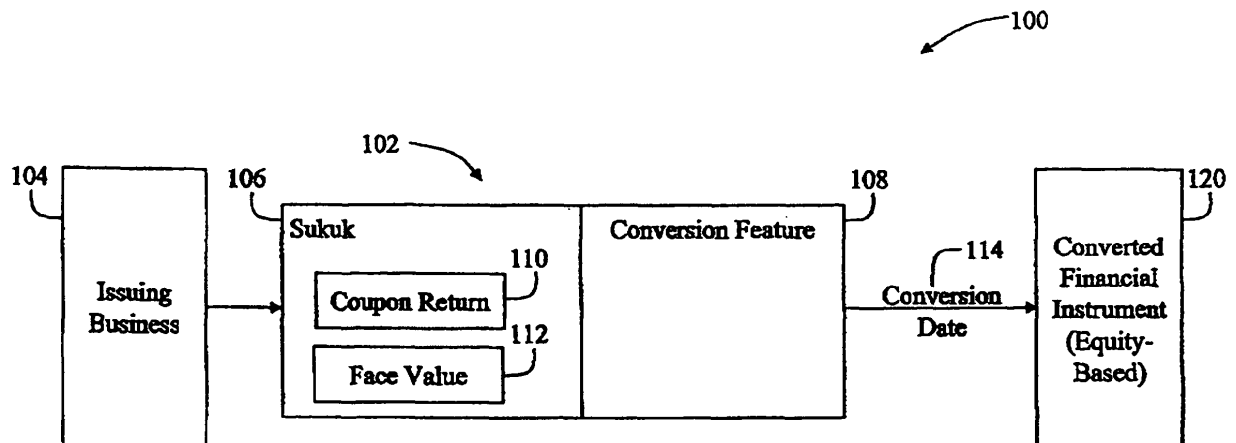 100
102
104
106
108
120
Sukuk
Conversion Feature
110
Coupon Return
112
Face Value
Issuing
Business
114
Conversion
Date
Converted
Financial
Instrument
(Equity-
Based)